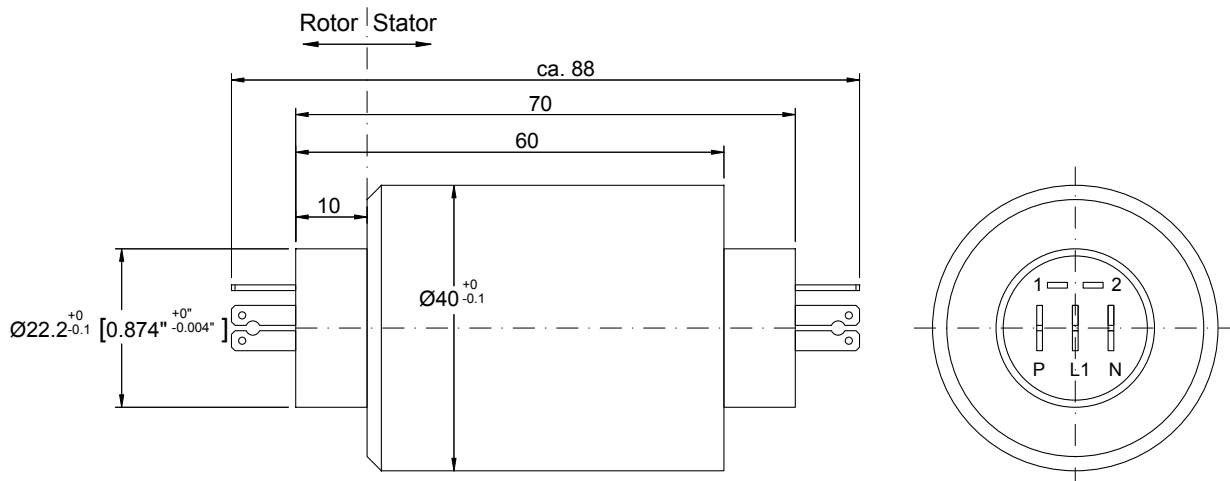 Rotor Stator
ca. 88
70
60
10
Ø40 +0 -0.1
Ø22.2 +0 -0.1 [0.874" +0" -0.004" ]
1 2
P L1 N